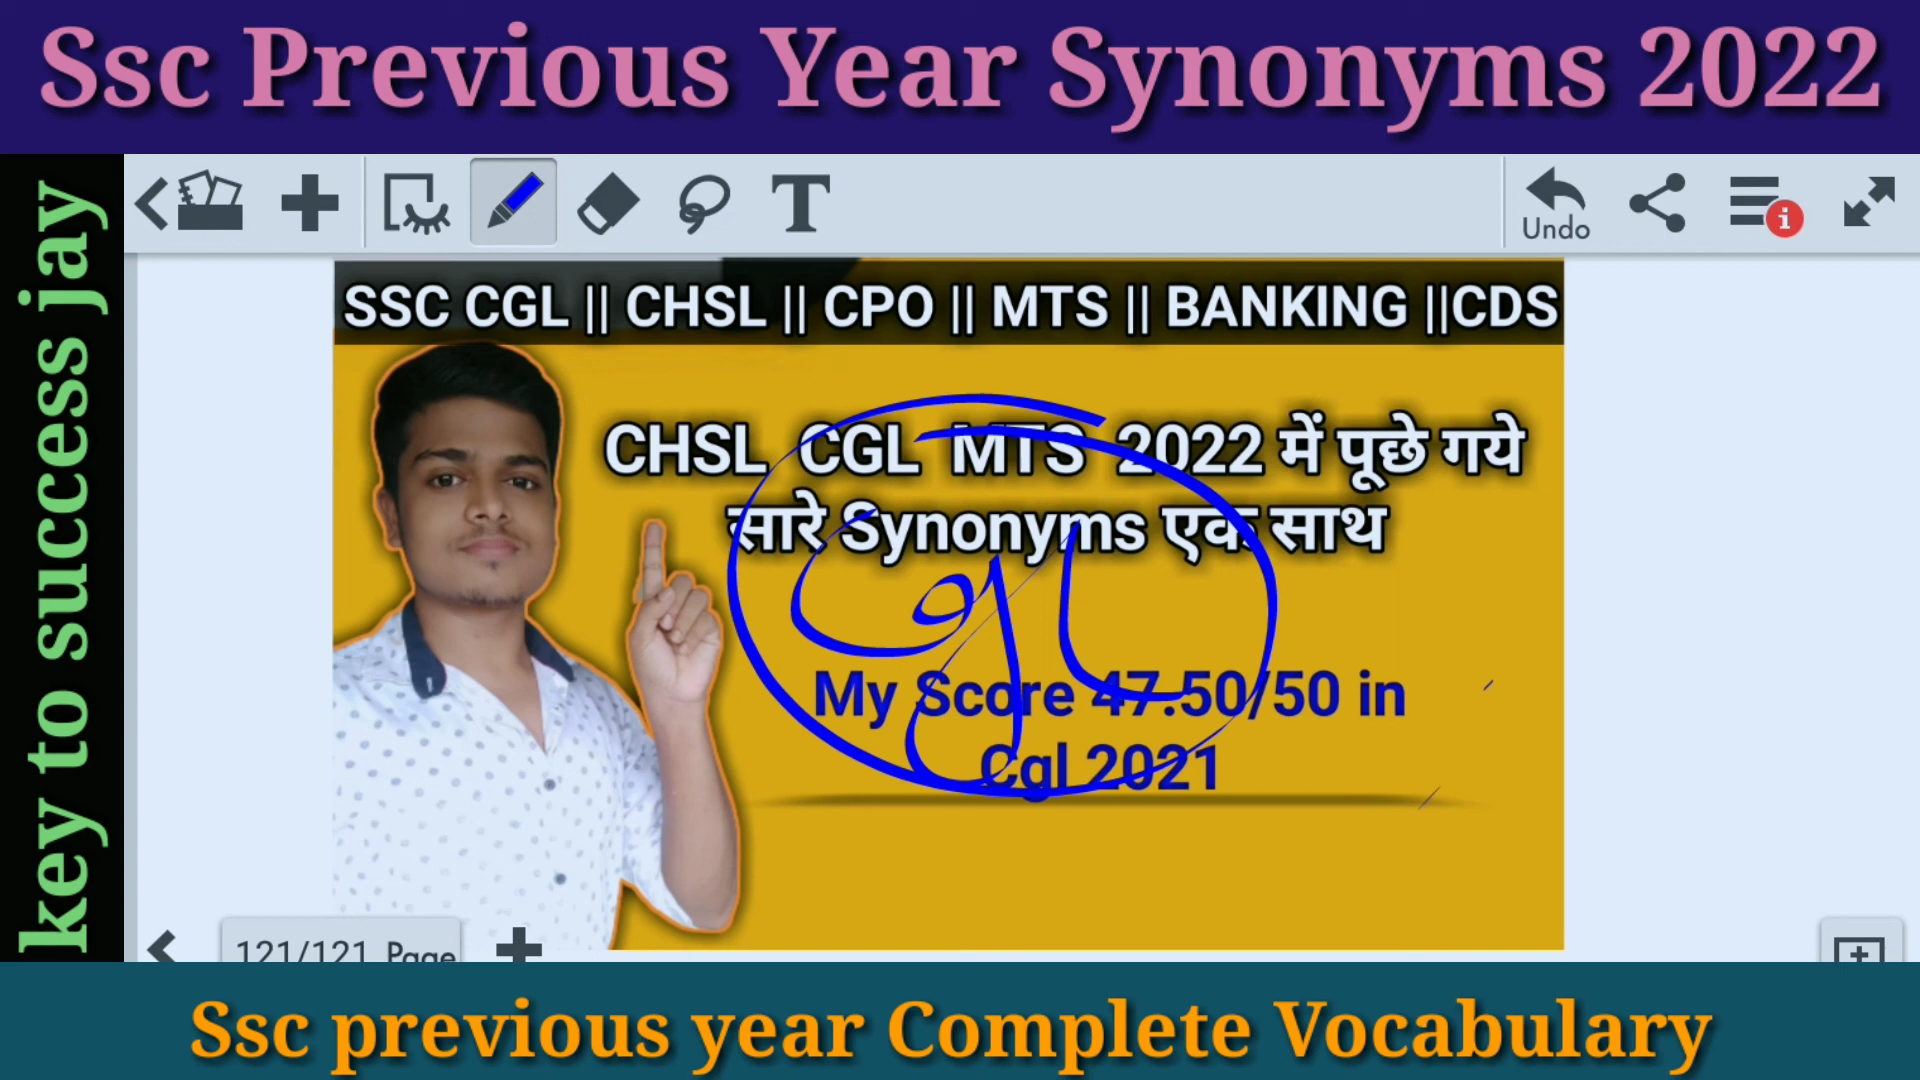 Ssc Previous Year Synonyms 2022
key to success jay
Undo
SSC CGL || CHSL || CPO || MTS || BANKING ||CDS
CHSL CGL MTS 2022 में पूछे गये
सारे Synonyms एक साथ
CgL
My Score 47.50/50 in
Cgl 2021
121/121 Page
Ssc previous year Complete Vocabulary